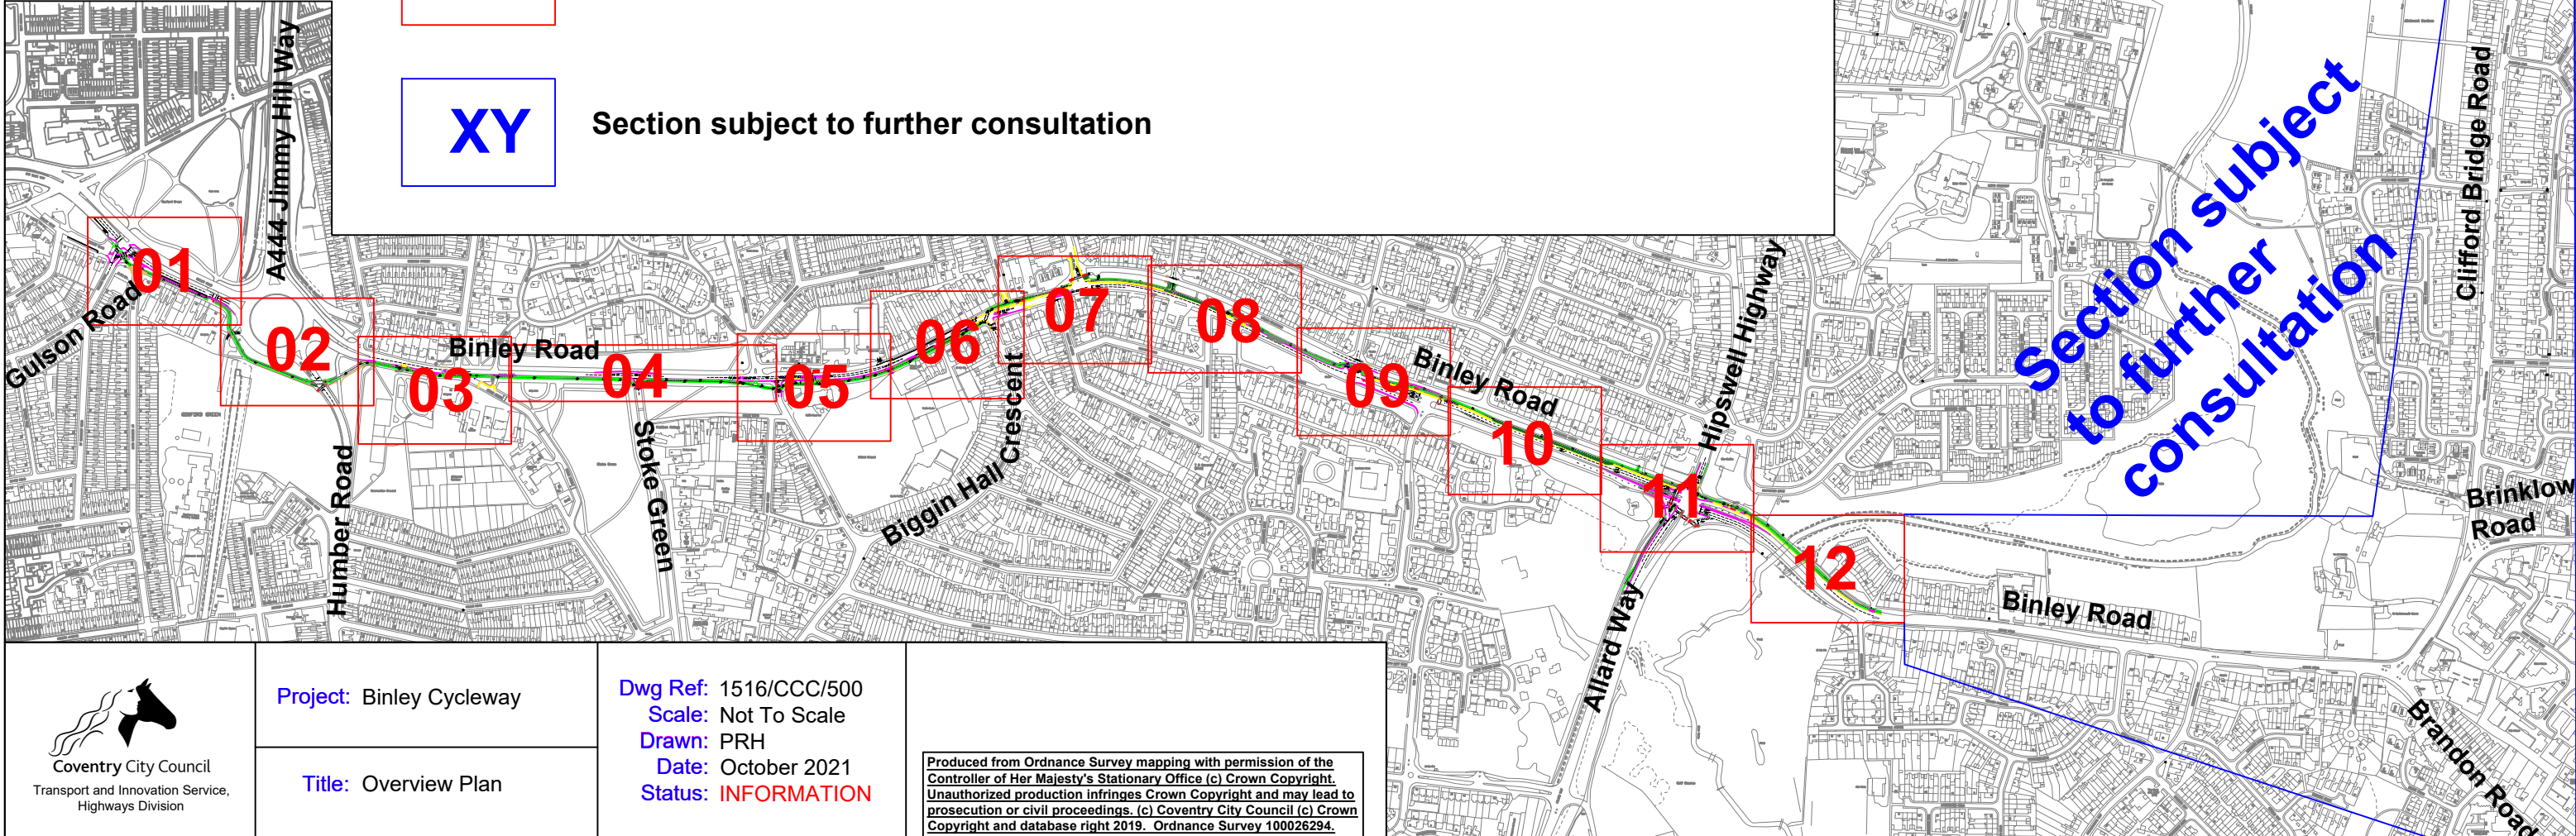 XY
Section subject to further consultation
A444 Jimmy Hill Way
Gulson Road
01
02
03
Binley Road
04
05
06
07
08
09
Binley Road
10
11
12
Humber Road
Stoke Green
Biggin Hall Crescent
Hipswell Highway
Allard Way
Binley Road
Section subject
to further
consultation
Clifford Bridge Road
Brinklow
Road
Brandon Road
Coventry City Council
Transport and Innovation Service,
Highways Division
Project: Binley Cycleway
Title: Overview Plan
Dwg Ref: 1516/CCC/500
Scale: Not To Scale
Drawn: PRH
Date: October 2021
Status: INFORMATION
Produced from Ordnance Survey mapping with permission of the
Controller of Her Majesty's Stationary Office (c) Crown Copyright.
Unauthorized production infringes Crown Copyright and may lead to
prosecution or civil proceedings. (c) Coventry City Council (c) Crown
Copyright and database right 2019. Ordnance Survey 100026294.